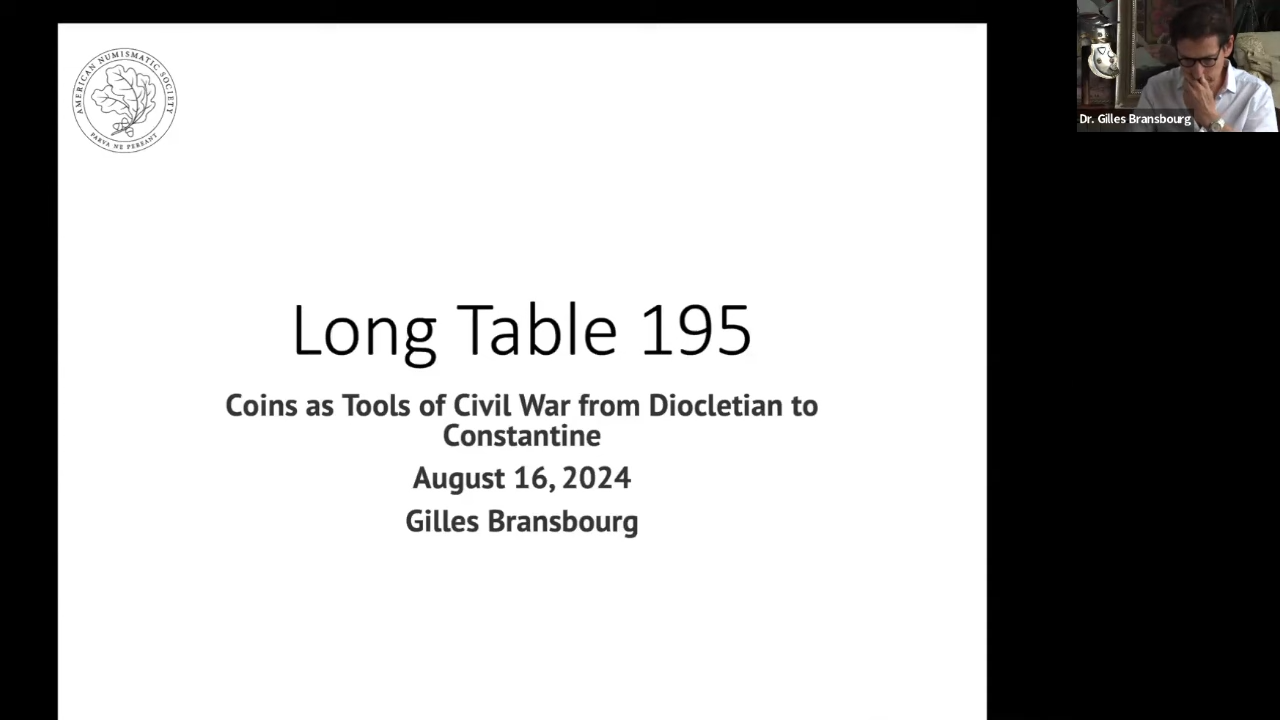 AMERICAN NUMISMATIC SOCIETY
PARVA NE PEREANT
Dr. Gilles Bransbourg
Long Table 195
Coins as Tools of Civil War from Diocletian to
Constantine
August 16, 2024
Gilles Bransbourg